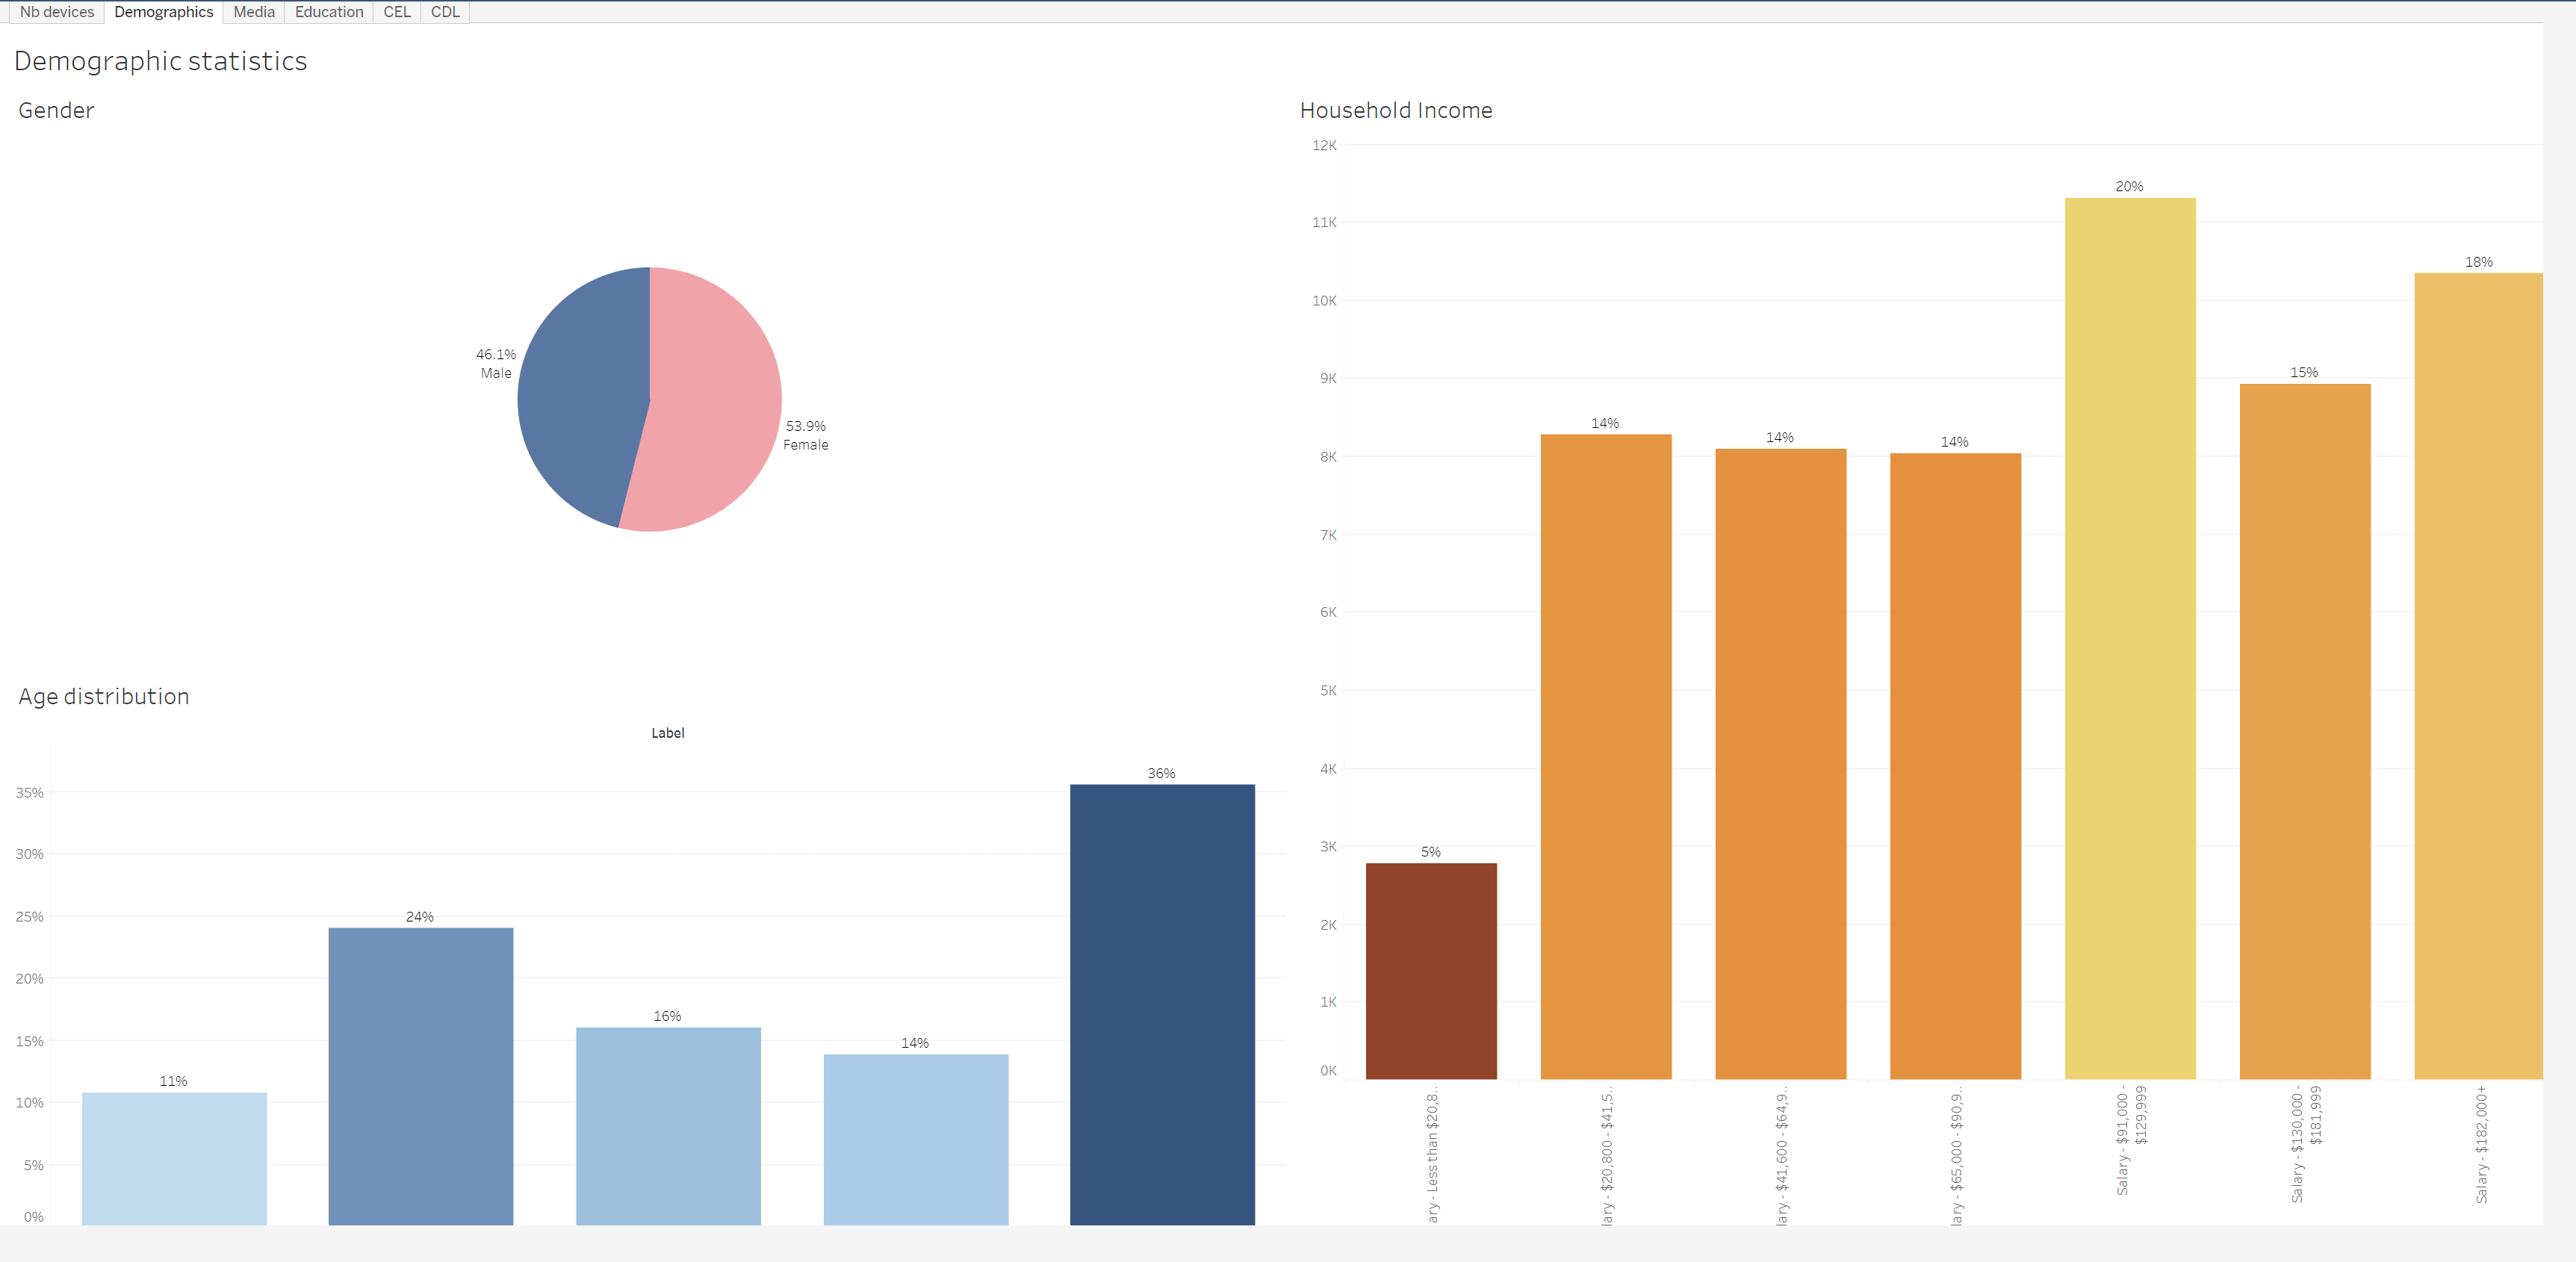 Nb devices Demographics Media Education CEL CDL
Demographic statistics
Gender
46.1%
Male
53.9%
Female
Age distribution
Label
35%
30%
25%
20%
15%
10%
5%
0%
11%
24%
16%
14%
36%
Household Income
12K
11K
10K
9K
8K
7K
6K
5K
4K
3K
2K
1K
0K
5%
14%
14%
14%
20%
15%
18%
ary - Less than $20,8..
lary - $20,800 - $41,5..
lary - $41,600 - $64,9..
lary - $65,000 - $90,9..
Salary - $91,000 -
$129,999
Salary - $130,000 -
$181,999
Salary - $182,000+